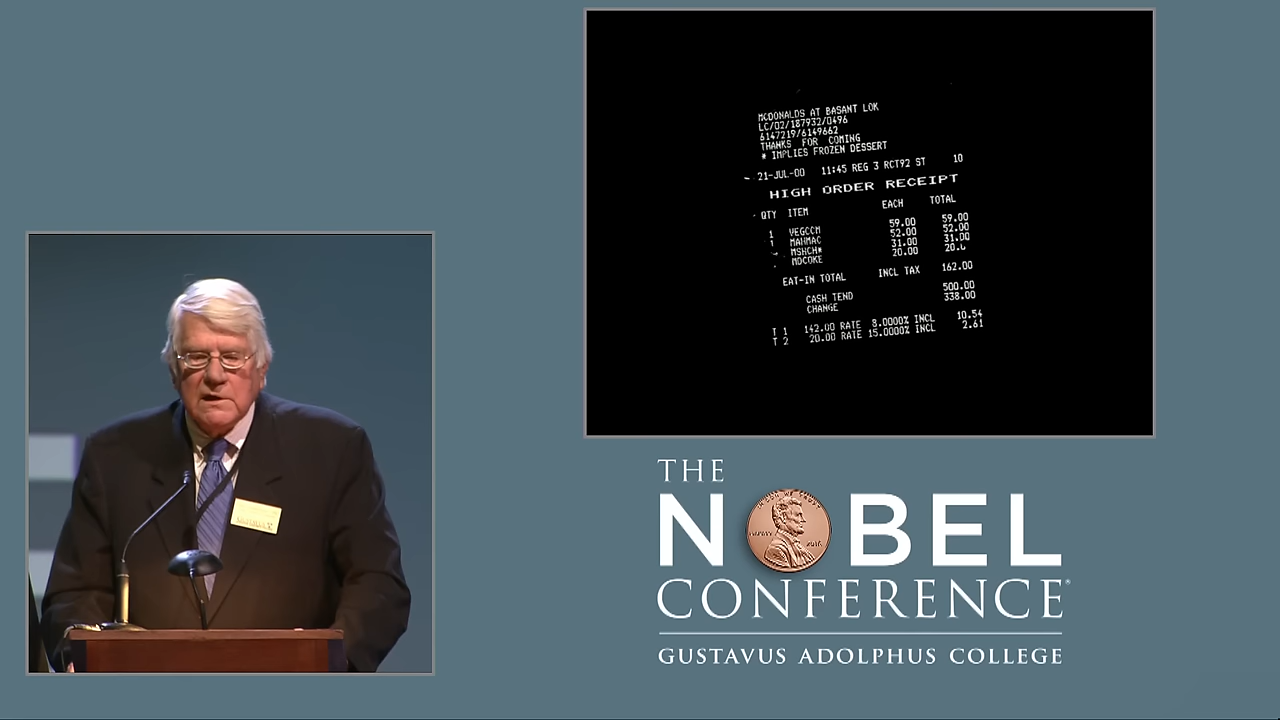 MCDONALDS AT BASANT LOK
LC/02/187932/0496
6147219/6149662
THANKS FOR COMING
* IMPLIES FROZEN DESSERT
21-JUL-00 11:45 REG 3 RCT92 ST 10
HIGH ORDER RECEIPT
QTY ITEM EACH TOTAL
1 VEGCCM 59.00 59.00
1 MAHMAC 52.00 52.00
MSHCH* 31.00 31.00
MDCOKE 20.00
EAT-IN TOTAL INCL TAX 162.00
CASH TEND 500.00
CHANGE 338.00
T 1 142.00 RATE 8.0000% INCL 10.54
T 2 20.00 RATE 15.0000% INCL 2.61
THE
NOBEL
CONFERENCE®
GUSTAVUS ADOLPHUS COLLEGE